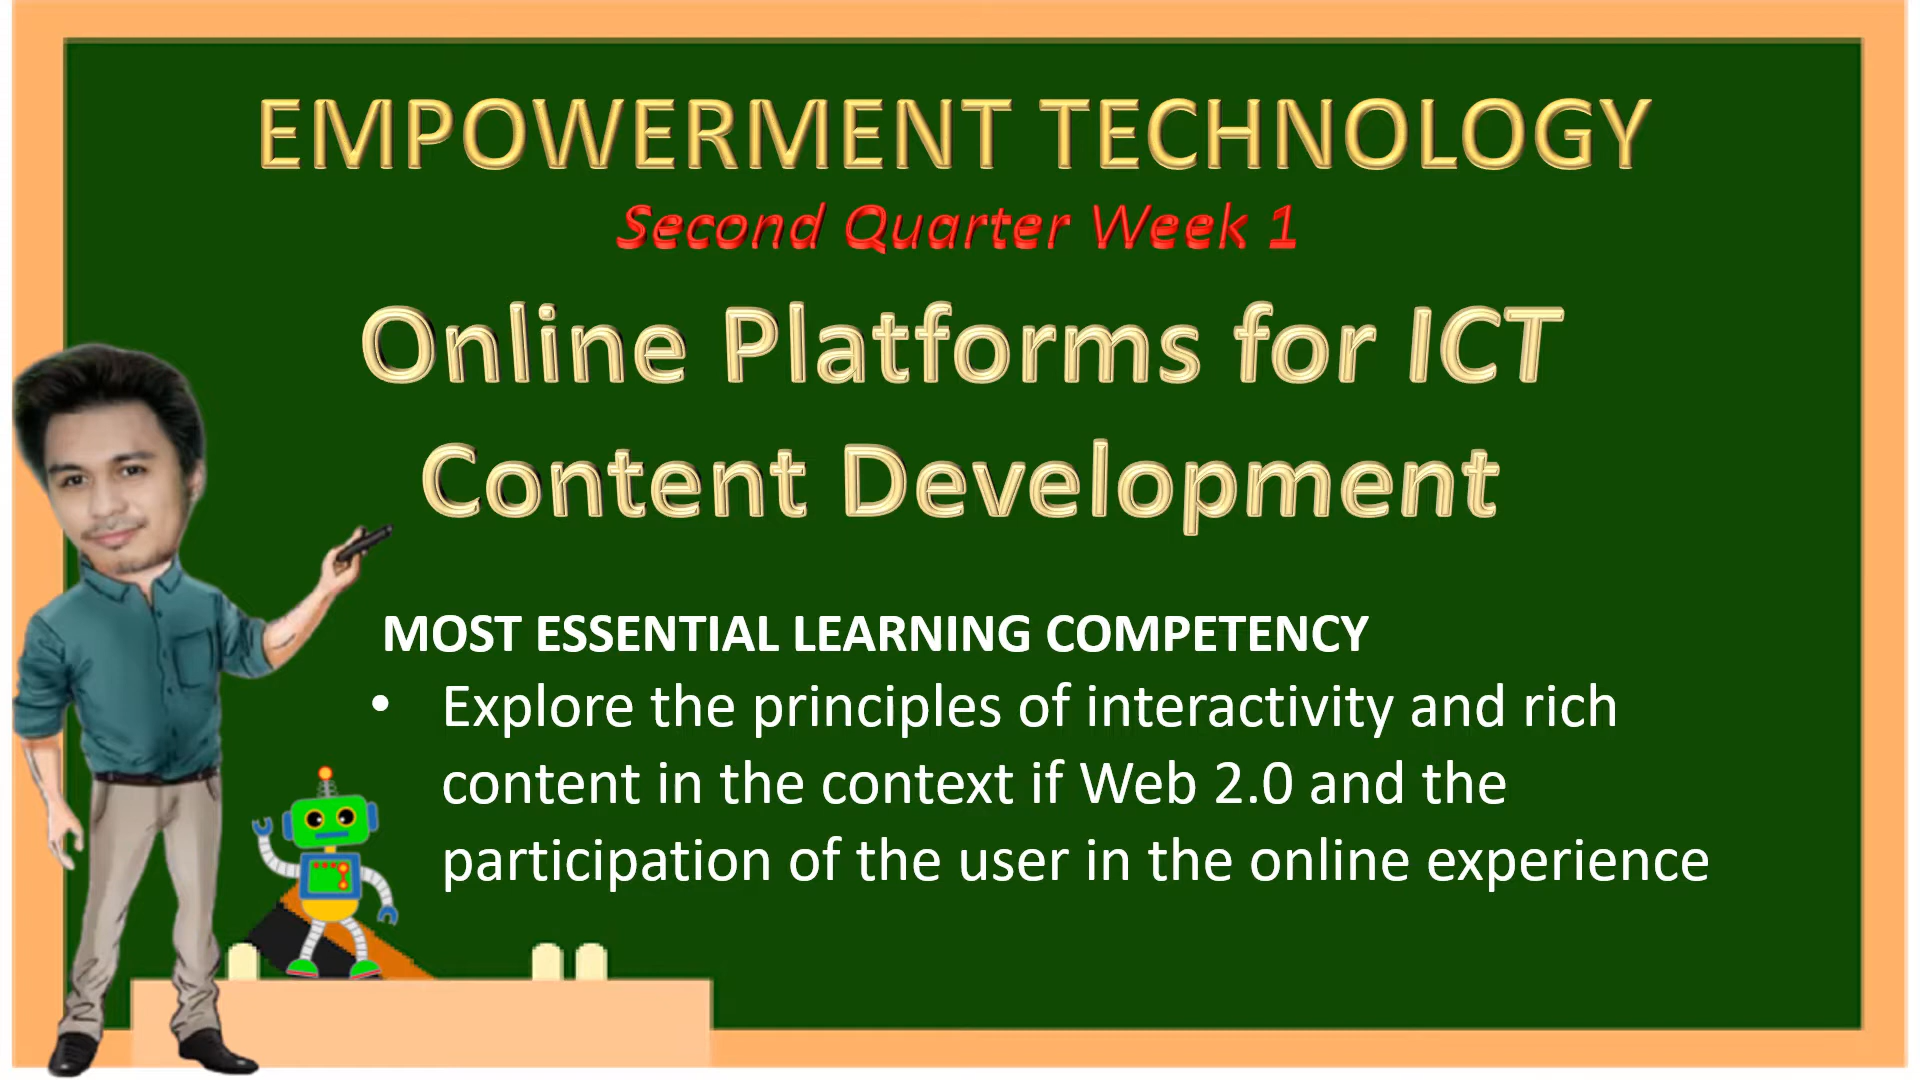 EMPOWERMENT TECHNOLOGY
Second Quarter Week 1
Online Platforms for ICT
Content Development
MOST ESSENTIAL LEARNING COMPETENCY
• Explore the principles of interactivity and rich
content in the context if Web 2.0 and the
participation of the user in the online experience